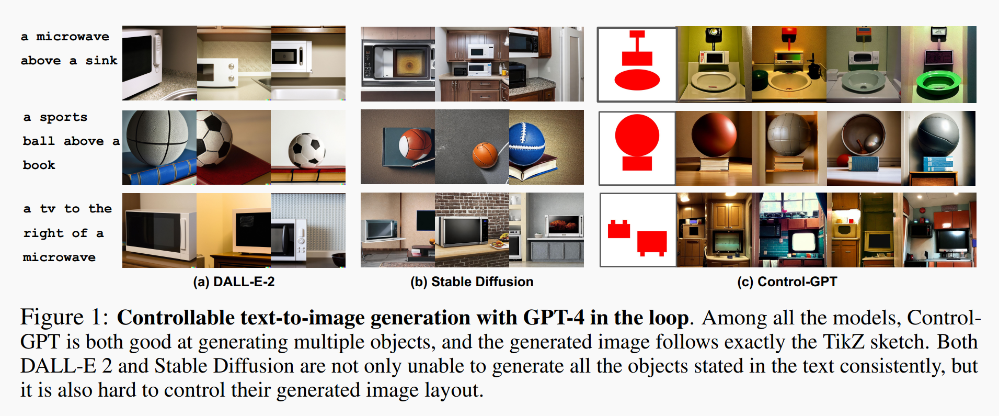 a microwave
above a sink
a sports
ball above a
book
a tv to the
right of a
microwave
(a) DALL-E-2
(b) Stable Diffusion
(c) Control-GPT
Figure 1: Controllable text-to-image generation with GPT-4 in the loop. Among all the models, Control-
GPT is both good at generating multiple objects, and the generated image follows exactly the TikZ sketch. Both
DALL-E 2 and Stable Diffusion are not only unable to generate all the objects stated in the text consistently, but
it is also hard to control their generated image layout.